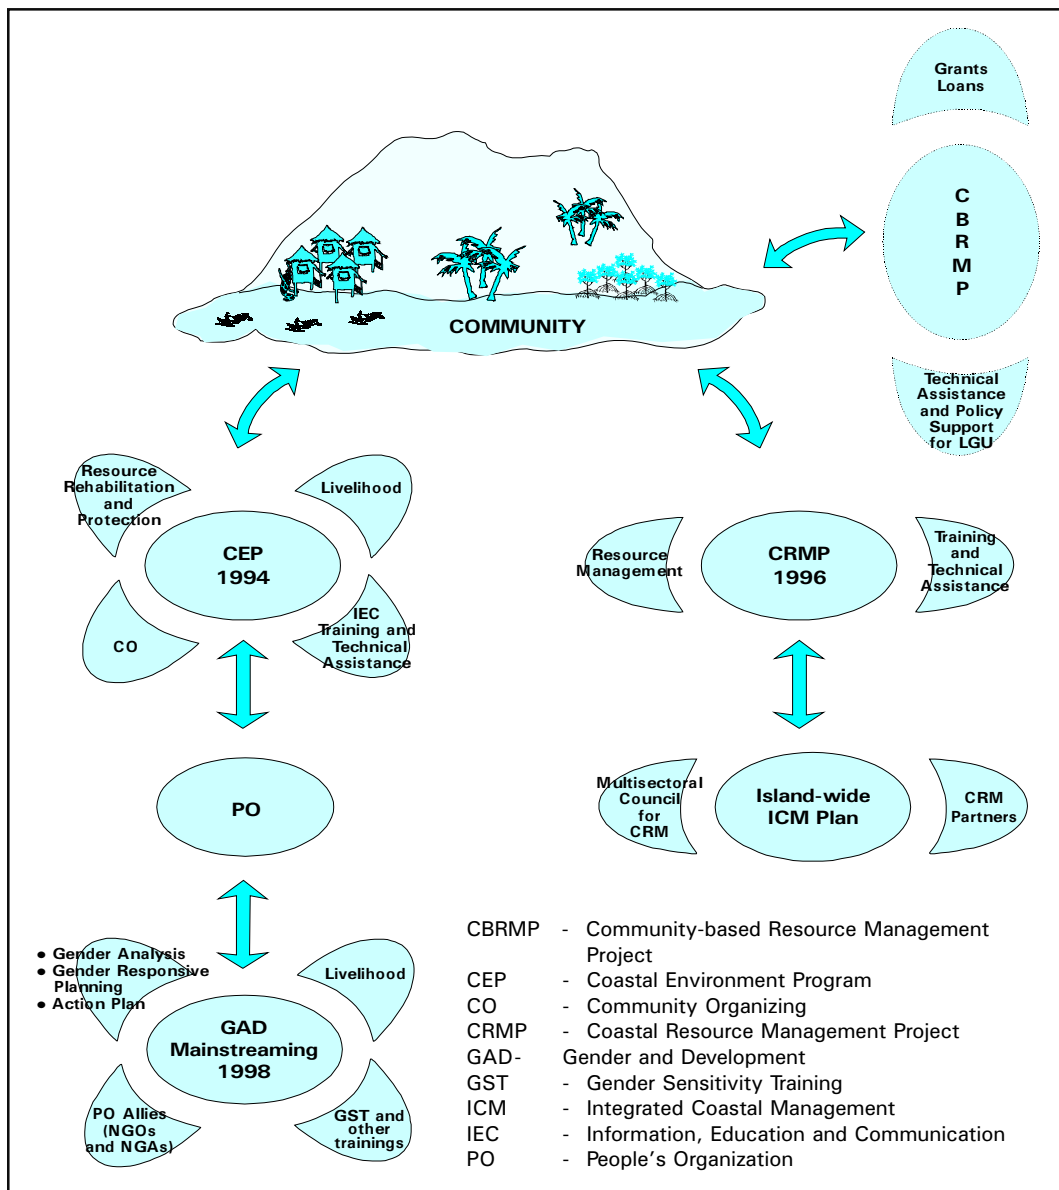 Grants
Loans
C
B
R
M
P
Technical
Assistance
and Policy
Support
for LGU
COMMUNITY
Resource
Rehabilitation
and
Protection
Livelihood
CEP
1994
CO
IEC
Training and
Technical
Assistance
Resource
Management
CRMP
1996
Training
and
Technical
Assistance
PO
Multisectoral
Council
for
CRM
Island-wide
ICM Plan
CRM
Partners
• Gender Analysis
• Gender Responsive
Planning
• Action Plan
Livelihood
GAD
Mainstreaming
1998
PO Allies
(NGOs
and NGAs)
GST and
other
trainings
CBRMP - Community-based Resource Management
Project
CEP - Coastal Environment Program
CO - Community Organizing
CRMP - Coastal Resource Management Project
GAD- Gender and Development
GST - Gender Sensitivity Training
ICM - Integrated Coastal Management
IEC - Information, Education and Communication
PO - People's Organization